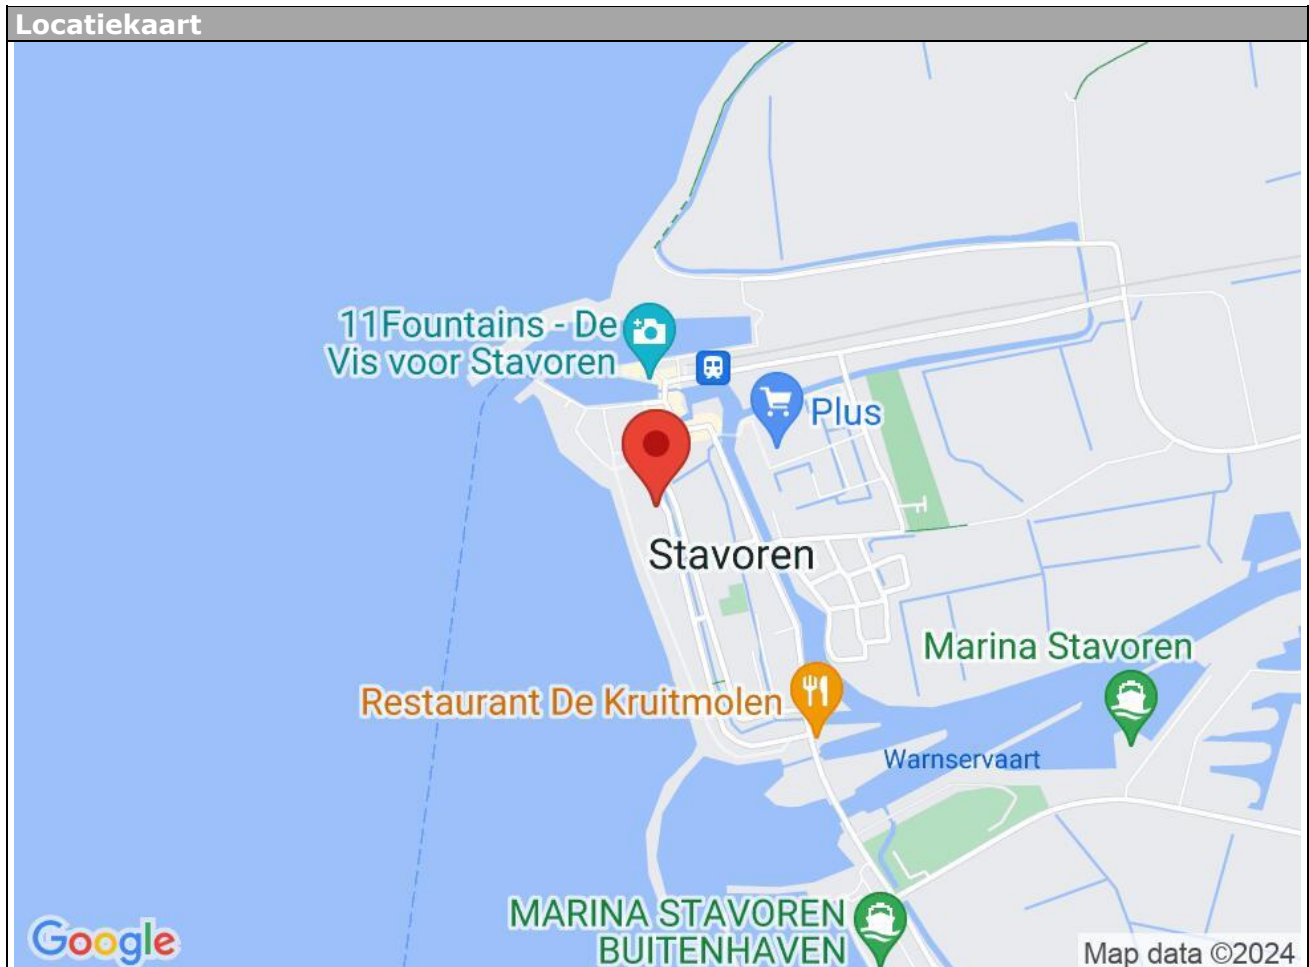 Locatiekaart
11Fountains - De
Vis voor Stavoren
Plus
Stavoren
Marina Stavoren
Restaurant De Kruitmolen
Warnservaart
MARINA STAVOREN
BUITENHAVEN
Google
Map data ©2024